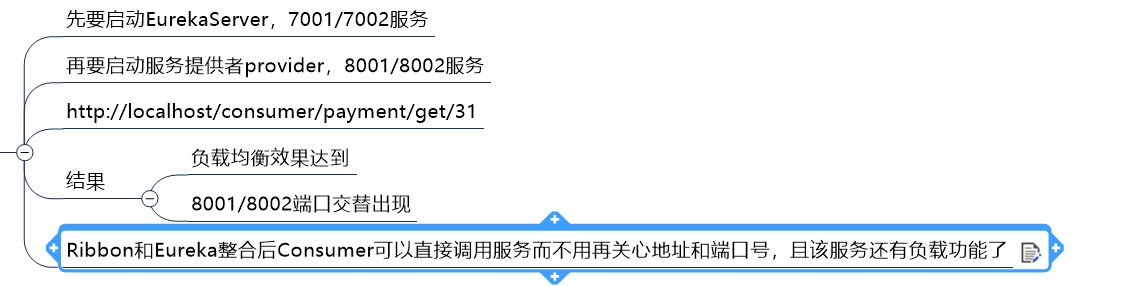 先要启动EurekaServer，7001/7002服务
再要启动服务提供者provider，8001/8002服务
http://localhost/consumer/payment/get/31
结果
负载均衡效果达到
8001/8002端口交替出现
Ribbon和Eureka整合后Consumer可以直接调用服务而不用再关心地址和端口号，且该服务还有负载功能了